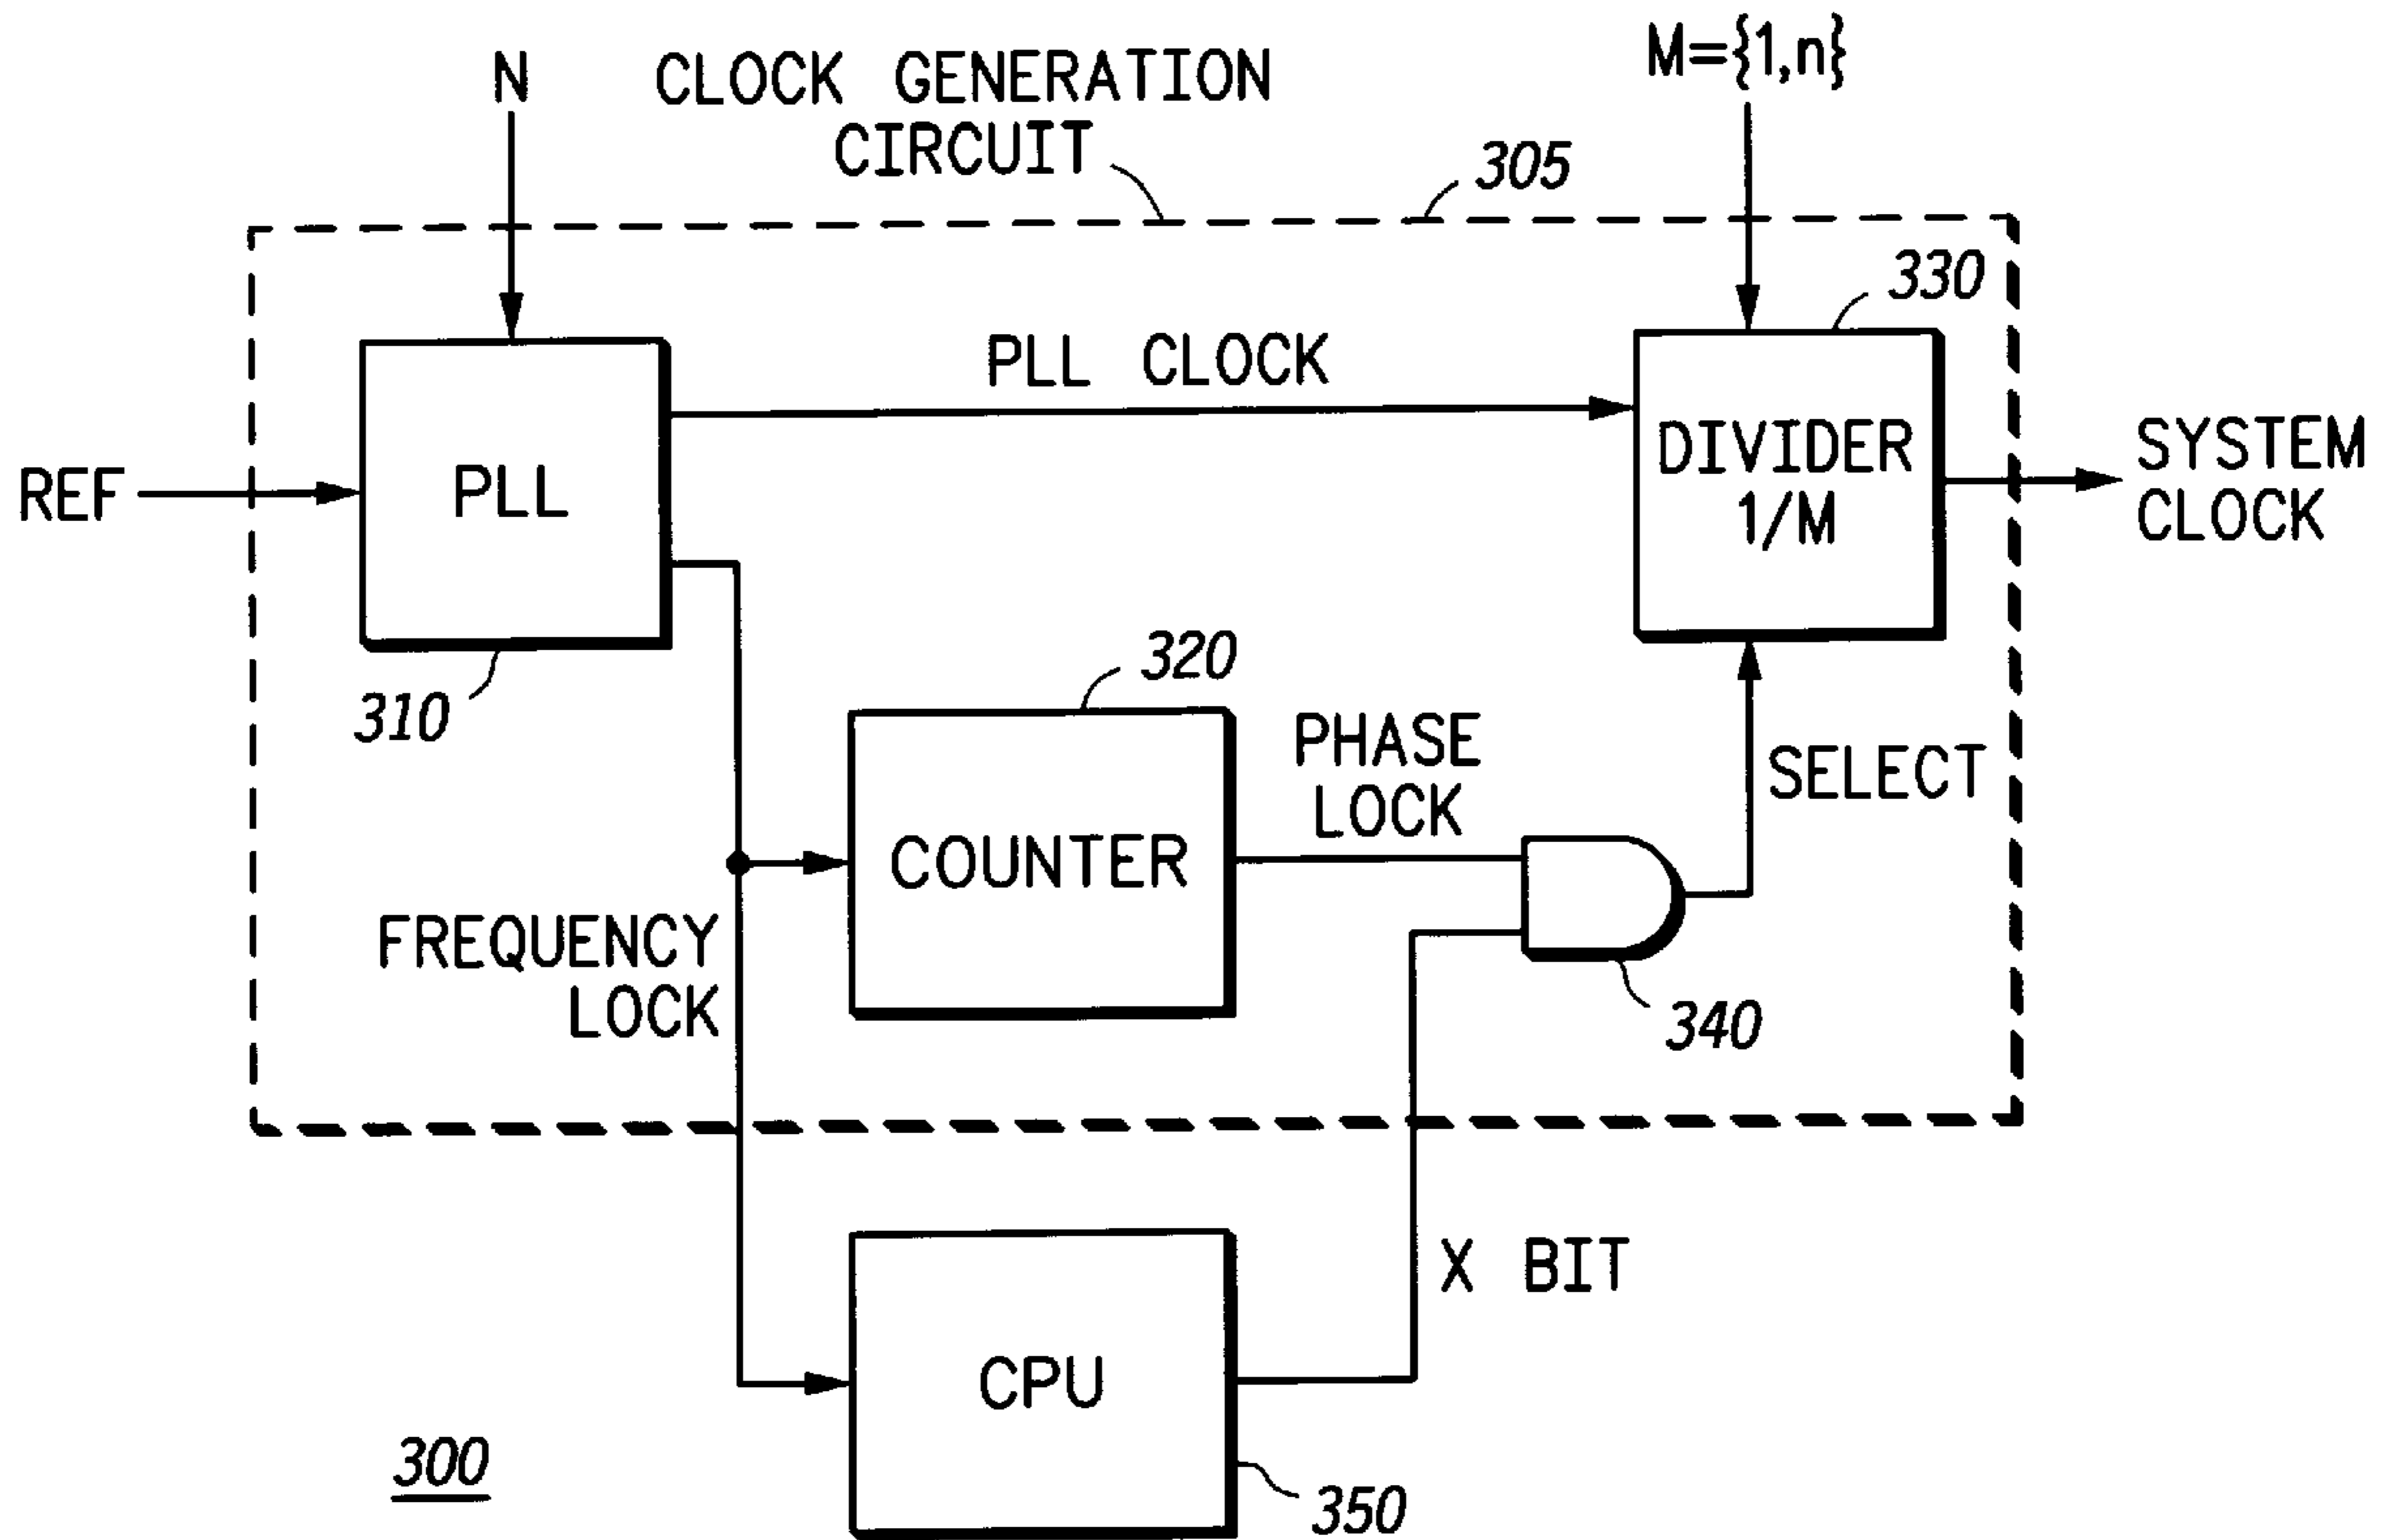 N
CLOCK GENERATION
CIRCUIT
M={1,n}
305
330
PLL CLOCK
REF
PLL
DIVIDER
1/M
SYSTEM
CLOCK
310
320
PHASE
LOCK
SELECT
COUNTER
FREQUENCY
LOCK
340
X BIT
CPU
300
350